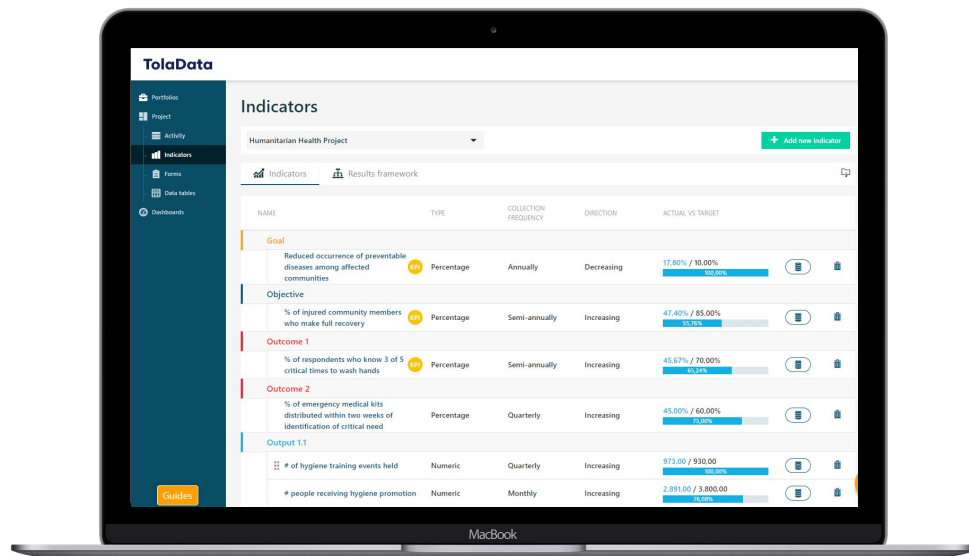 TolaData
Portfolios
Project
Activity
Indicators
Forms
Data tables
Dashboards
Guides
Indicators
Humanitarian Health Project
+ Add new indicator
Indicators
Results framework
NAME
TYPE
COLLECTION
FREQUENCY
DIRECTION
ACTUAL VS TARGET
Goal
Reduced occurrence of preventable
diseases among affected
communities
KPI
Percentage
Annually
Decreasing
17,80% / 10,00%
100,00%
Objective
% of injured community members
who make full recovery
KPI
Percentage
Semi-annually
Increasing
47,40% / 85,00%
55,76%
Outcome 1
% of respondents who know 3 of 5
critical times to wash hands
KPI
Percentage
Semi-annually
Increasing
45,67% / 70,00%
65,24%
Outcome 2
% of emergency medical kits
distributed within two weeks of
identification of critical need
Percentage
Quarterly
Increasing
45,00% / 60,00%
75,00%
Output 1.1
# of hygiene training events held
Numeric
Quarterly
Increasing
973,00 / 930,00
100,00%
# people receiving hygiene promotion
Numeric
Monthly
Increasing
2.891,00 / 3.800,00
76,08%
MacBook